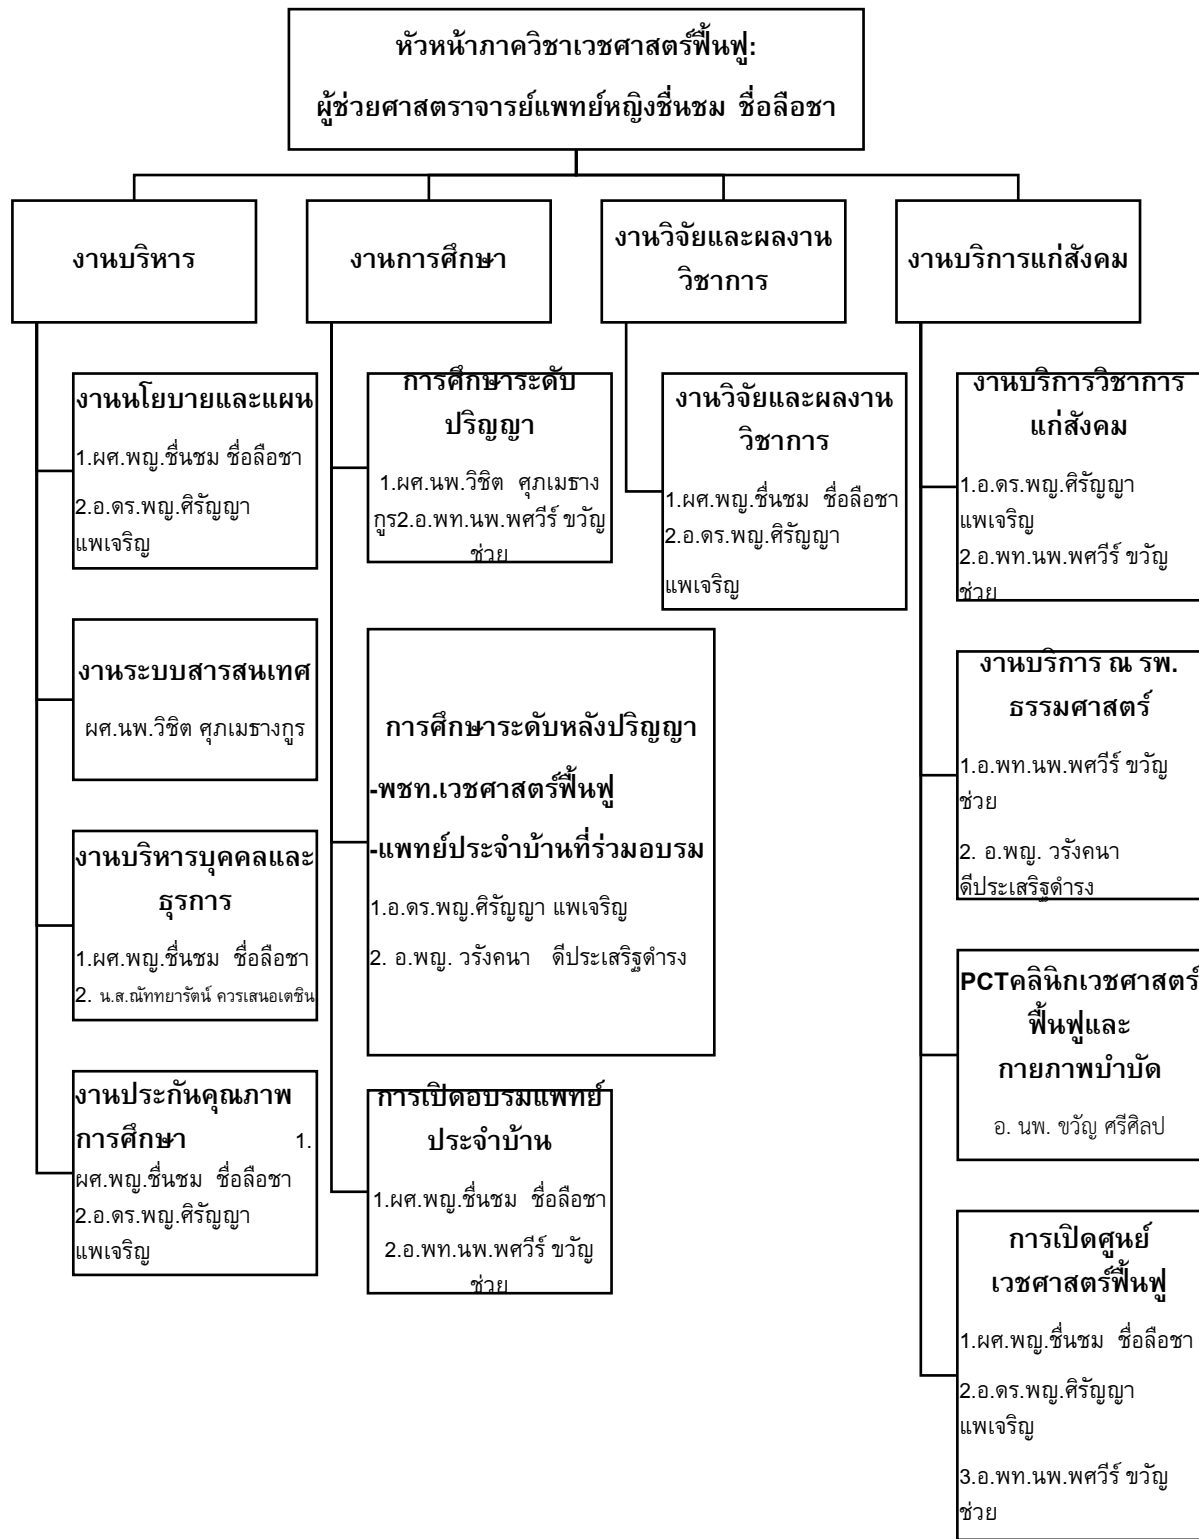 หัวหน้าภาควิชาเวชศาสตร์ฟื้นฟู:
ผู้ช่วยศาสตราจารย์แพทย์หญิงชื่นชม ชื่อลือชา
งานบริหาร
งานนโยบายและแผน
1.ผศ.พญ.ชื่นชม ชื่อลือชา
2.อ.ดร.พญ.ศิรัญญา
แพเจริญ
งานระบบสารสนเทศ
ผศ.นพ.วิชิต ศุภเมธางกูร
งานบริหารบุคคลและ
ธุรการ
1.ผศ.พญ.ชื่นชม ชื่อลือชา
2. น.ส.ณัททยารัตน์ ควรเสนอเตชิน
งานประกันคุณภาพ
การศึกษา 1.
ผศ.พญ.ชื่นชม ชื่อลือชา
2.อ.ดร.พญ.ศิรัญญา
แพเจริญ
งานการศึกษา
การศึกษาระดับ
ปริญญา
1.ผศ.นพ.วิชิต ศุภเมธาง
กูร2.อ.พท.นพ.พศวีร์ ขวัญ
ช่วย
การศึกษาระดับหลังปริญญา
-พชท.เวชศาสตร์ฟื้นฟู
-แพทย์ประจำบ้านที่ร่วมอบรม
1.อ.ดร.พญ.ศิรัญญา แพเจริญ
2. อ.พญ. วรังคนา ดีประเสริฐดำรง
การเปิดอบรมแพทย์
ประจำบ้าน
1.ผศ.พญ.ชื่นชม ชื่อลือชา
2.อ.พท.นพ.พศวีร์ ขวัญ
ช่วย
งานวิจัยและผลงาน
วิชาการ
งานวิจัยและผลงาน
วิชาการ
1.ผศ.พญ.ชื่นชม ชื่อลือชา
2.อ.ดร.พญ.ศิรัญญา
แพเจริญ
งานบริการแก่สังคม
งานบริการวิชาการ
แก่สังคม
1.อ.ดร.พญ.ศิรัญญา
แพเจริญ
2.อ.พท.นพ.พศวีร์ ขวัญ
ช่วย
งานบริการ ณ รพ.
ธรรมศาสตร์
1.อ.พท.นพ.พศวีร์ ขวัญ
ช่วย
2. อ.พญ. วรังคนา
ดีประเสริฐดำรง
PCTคลินิกเวชศาสตร์
ฟื้นฟูและ
กายภาพบำบัด
อ. นพ. ขวัญ ศรีศิลป
การเปิดศูนย์
เวชศาสตร์ฟื้นฟู
1.ผศ.พญ.ชื่นชม ชื่อลือชา
2.อ.ดร.พญ.ศิรัญญา
แพเจริญ
3.อ.พท.นพ.พศวีร์ ขวัญ
ช่วย